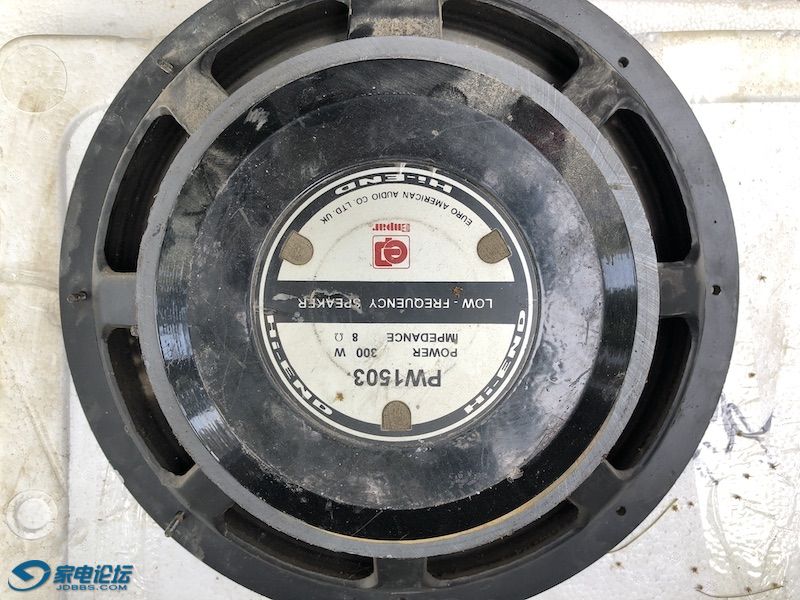 Hi-END
PW1503
POWER 300 W
IMPEDANCE 8 Ω
Hi-END
Hi-END
LOW - FREQUENCY SPEAKER
EURO AMERICAN AUDIO CO. LTD. UK
家电论坛
JDBBS.COM